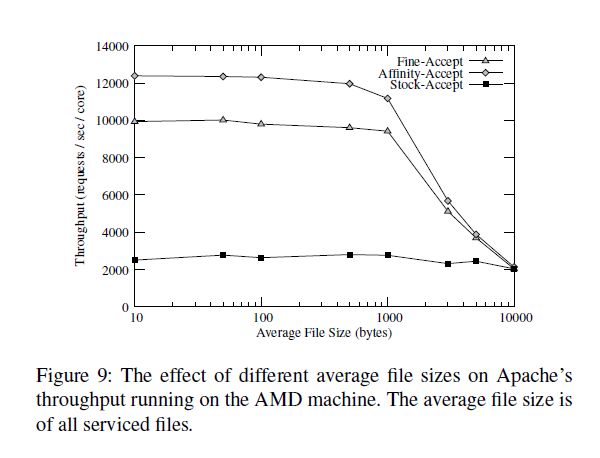 14000
12000
10000
8000
6000
4000
2000
0
Throughput (requests / sec / core)
Fine-Accept
Affinity-Accept
Stock-Accept
10 100 1000 10000
Average File Size (bytes)
Figure 9: The effect of different average file sizes on Apache’s
throughput running on the AMD machine. The average file size is
of all serviced files.